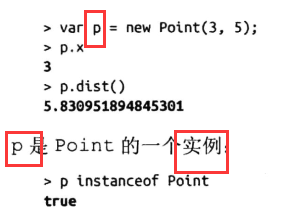 > var p = new Point(3, 5);
> p.x
3
> p.dist()
5.830951894845301
p 是 Point 的一个实例:
> p instanceof Point
true